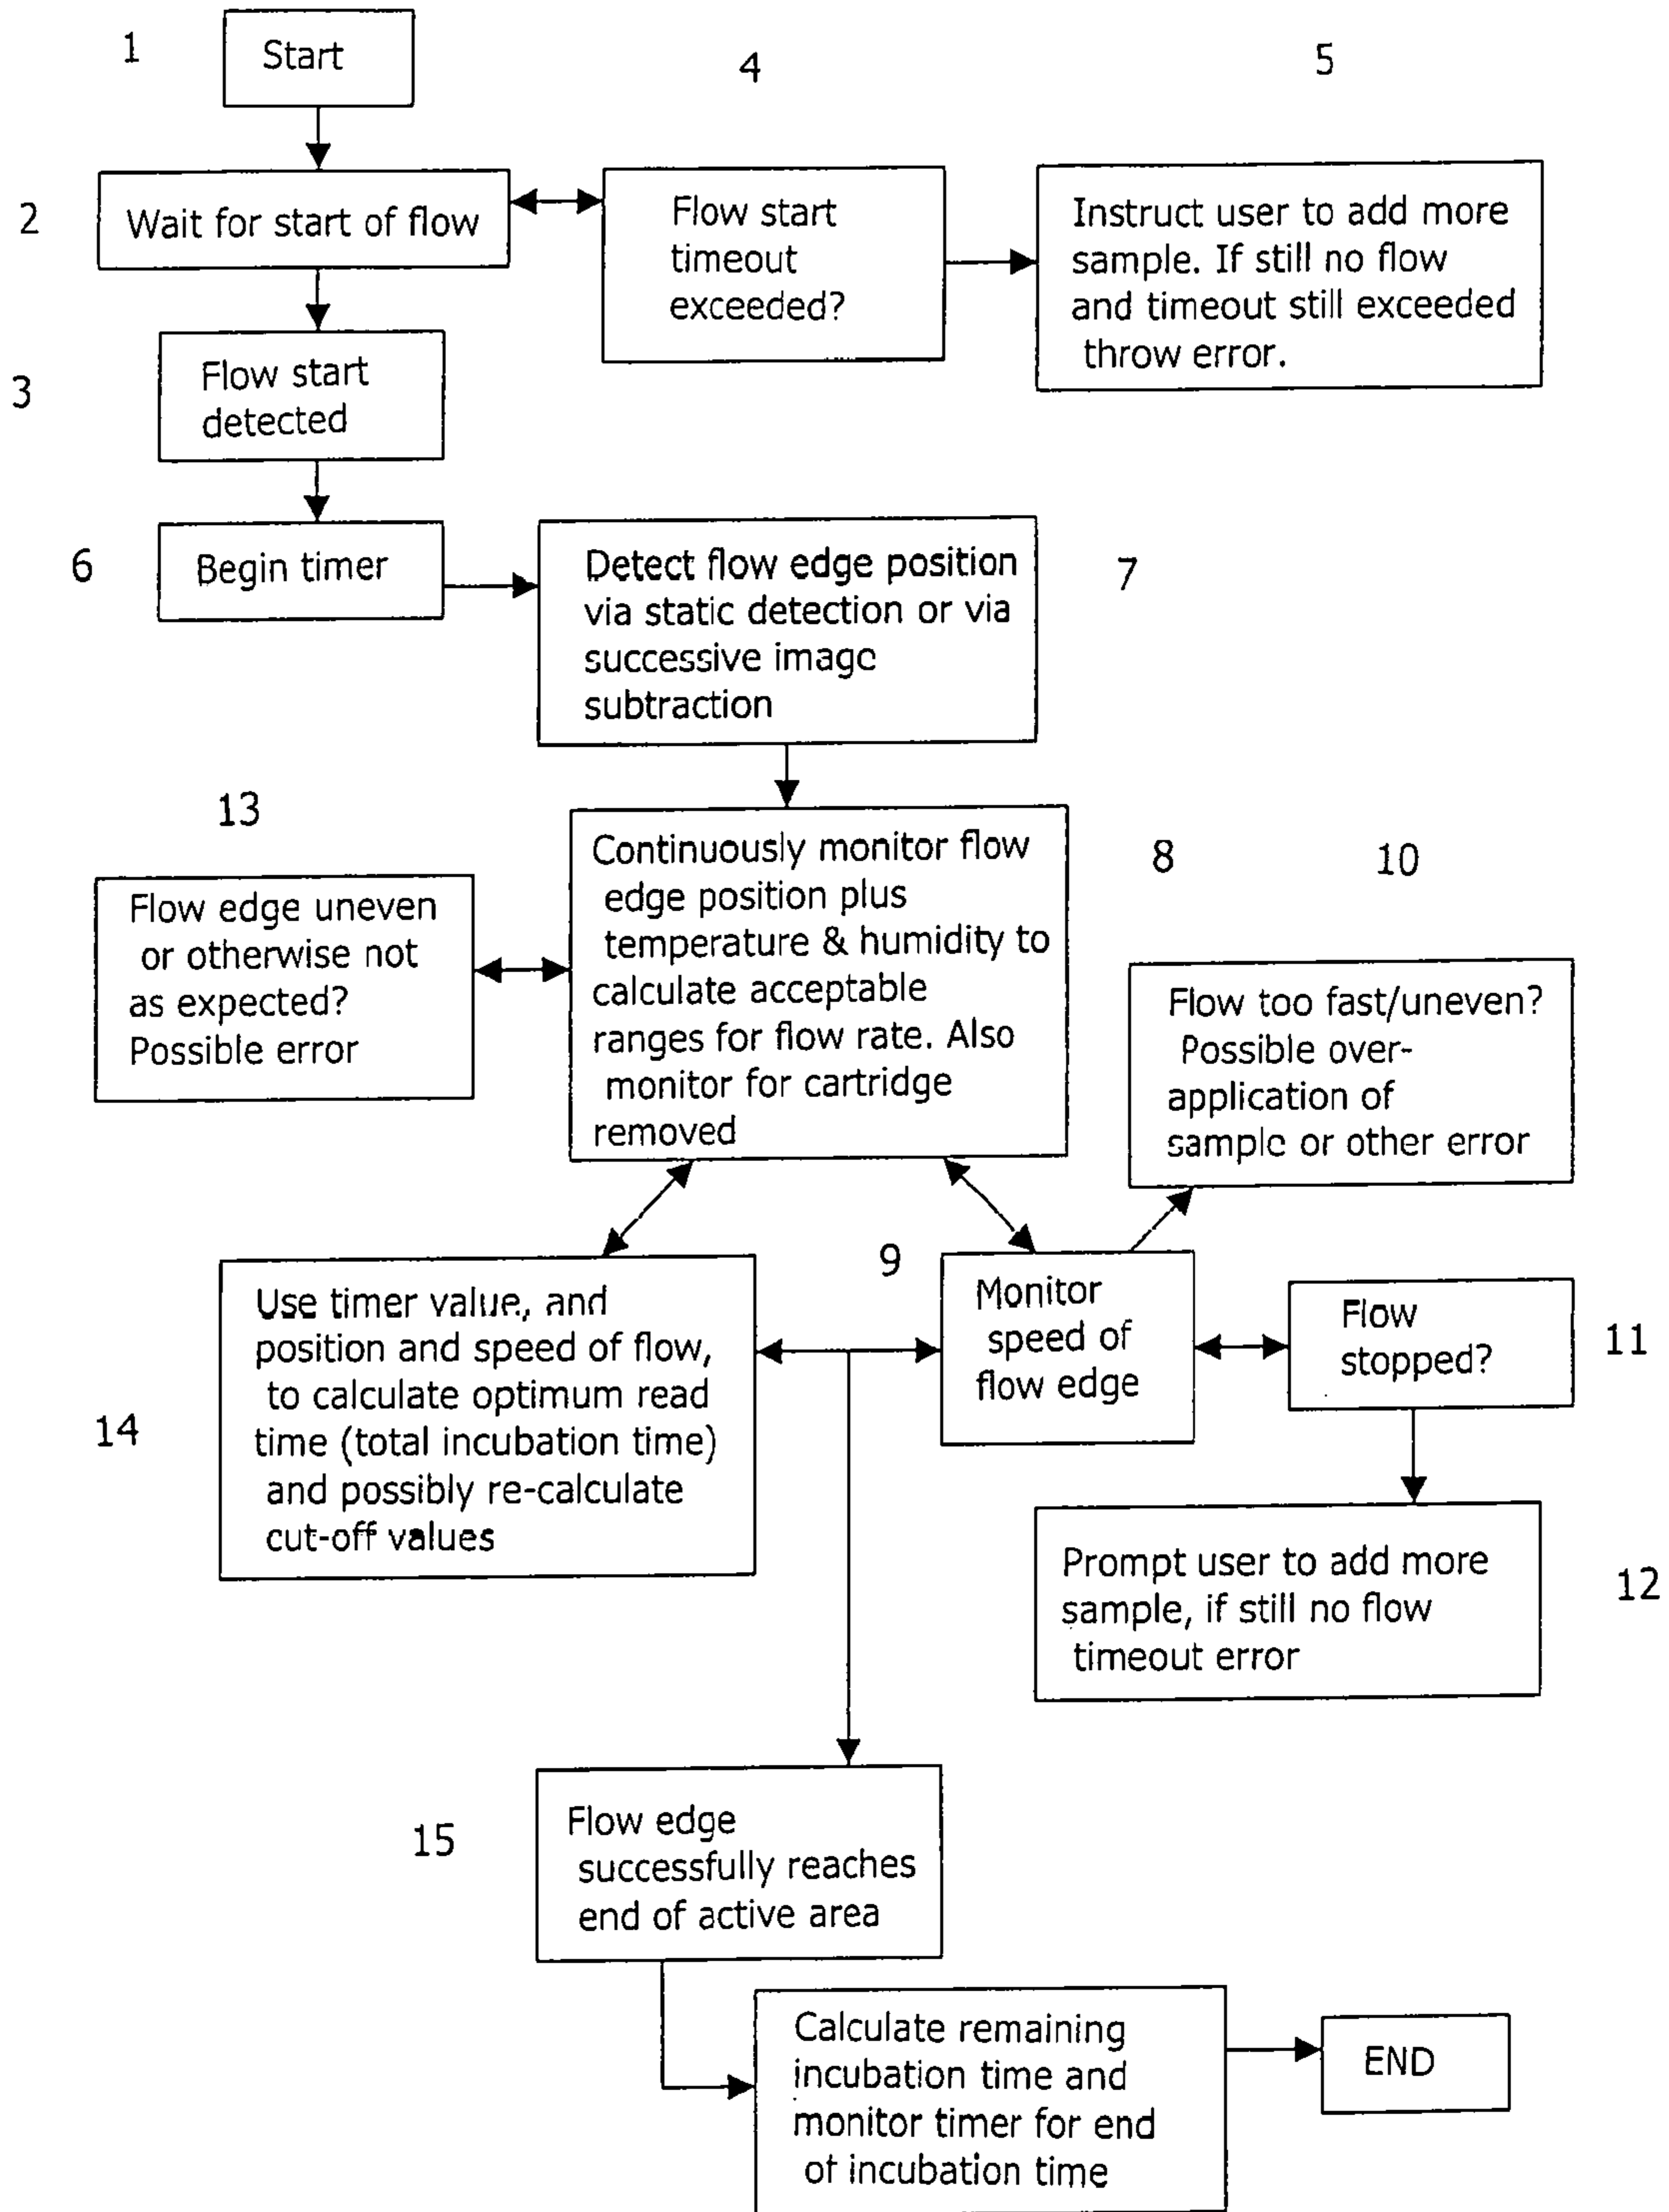 1
Start
4
5
2
Wait for start of flow
Flow start
timeout
exceeded?
Instruct user to add more
sample. If still no flow
and timeout still exceeded
throw error.
3
Flow start
detected
6
Begin timer
Detect flow edge position
via static detection or via
successive image
subtraction
7
13
Flow edge uneven
or otherwise not
as expected?
Possible error
Continuously monitor flow
edge position plus
temperature & humidity to
calculate acceptable
ranges for flow rate. Also
monitor for cartridge
removed
8
10
Flow too fast/uneven?
Possible over-
application of
sample or other error
14
Use timer value, and
position and speed of flow,
to calculate optimum read
time (total incubation time)
and possibly re-calculate
cut-off values
9
Monitor
speed of
flow edge
Flow
stopped?
11
Prompt user to add more
sample, if still no flow
timeout error
12
15
Flow edge
successfully reaches
end of active area
Calculate remaining
incubation time and
monitor timer for end
of incubation time
END